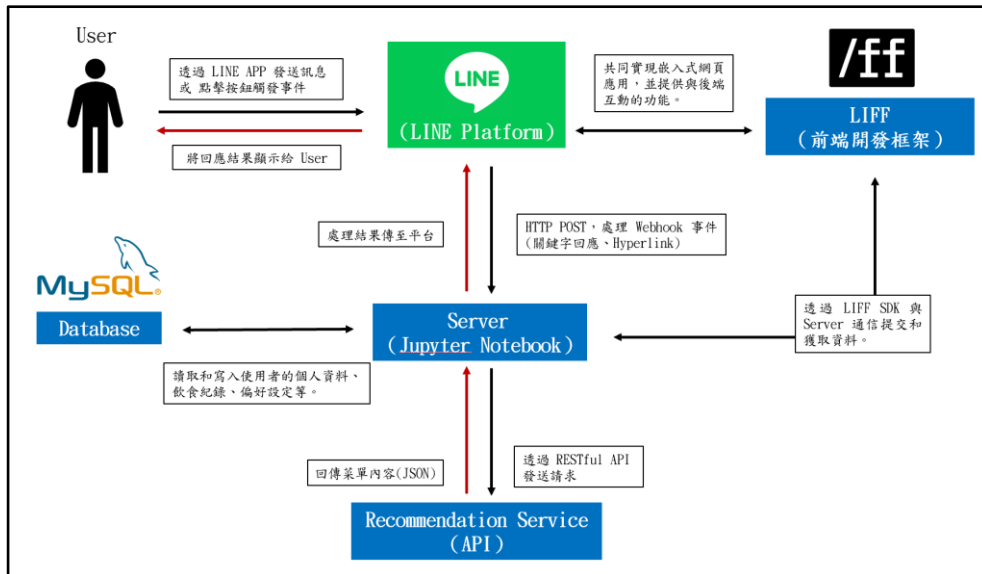 User
透過 LINE APP 發送訊息
或 點擊按鈕觸發事件
將回應結果顯示給 User
LINE
(LINE Platform)
共同實現嵌入式網頁
應用，並提供與後端
互動的功能。
/ff
LIFF
(前端開發框架)
處理結果傳至平台
HTTP POST，處理 Webhook 事件
(關鍵字回應、Hyperlink)
MySQL®
Database
Server
(Jupyter Notebook)
透過 LIFF SDK 與
Server 通信提交和
獲取資料。
讀取和寫入使用者的個人資料、
飲食紀錄、偏好設定等。
回傳菜單內容(JSON)
透過 RESTful API
發送請求
Recommendation Service
(API)